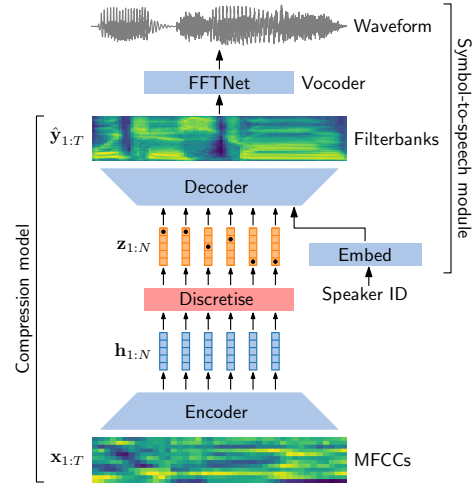 Waveform
FFTNet
Vocoder
Symbol-to-speech module
ŷ1:T
Filterbanks
Decoder
Compression model
z1:N
Embed
Discretise
Speaker ID
h1:N
Encoder
x1:T
MFCCs